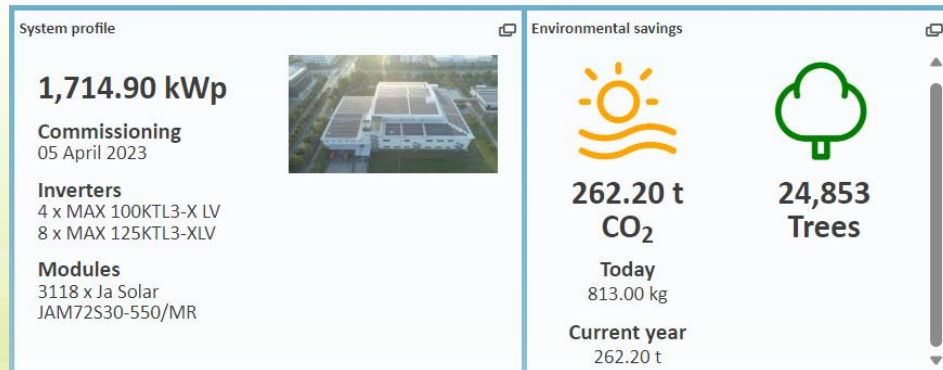 System profile
1,714.90 kWp
Commissioning
05 April 2023
Inverters
4 x MAX 100KTL3-X LV
8 x MAX 125KTL3-XLV
Modules
3118 x Ja Solar
JAM72S30-550/MR
Environmental savings
262.20 t
CO₂
24,853
Trees
Today
813.00 kg
Current year
262.20 t